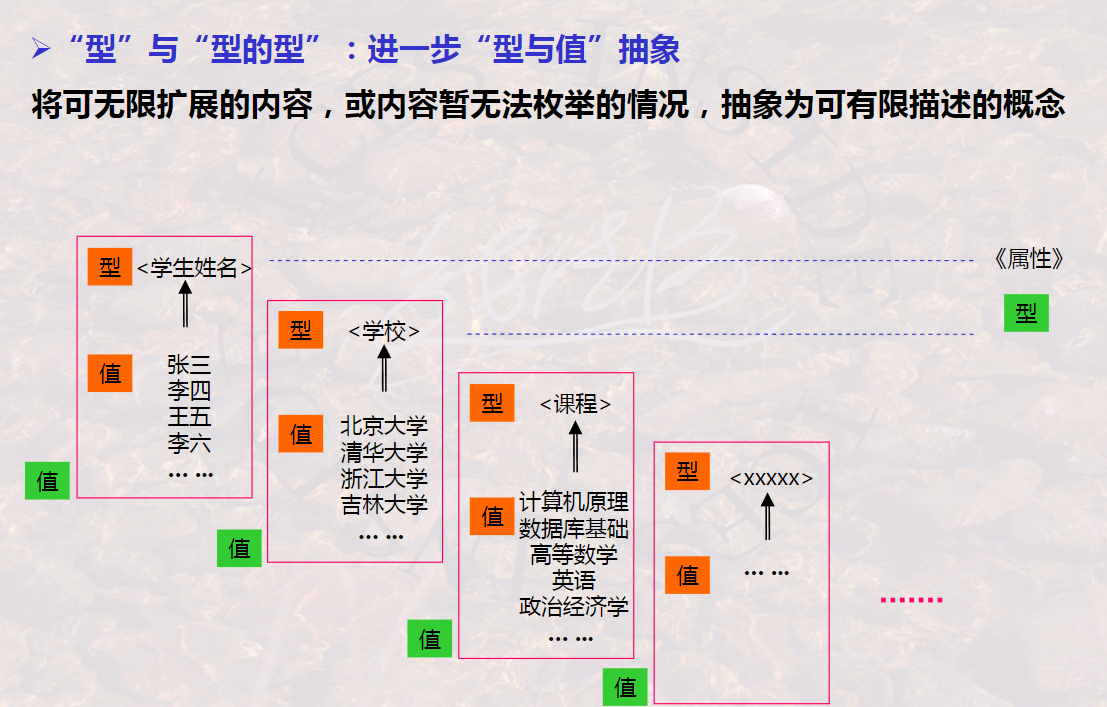 “型”与“型的型”：进一步“型与值”抽象
将可无限扩展的内容，或内容暂无法枚举的情况，抽象为可有限描述的概念
型 <学生姓名>
值
张三
李四
王五
李六
... ...
值
型 <学校>
值
北京大学
清华大学
浙江大学
吉林大学
... ...
值
型 <课程>
值
计算机原理
数据库基础
高等数学
英语
政治经济学
... ...
值
型 <xxxxx>
值
... ...
值
《属性》
型
.......